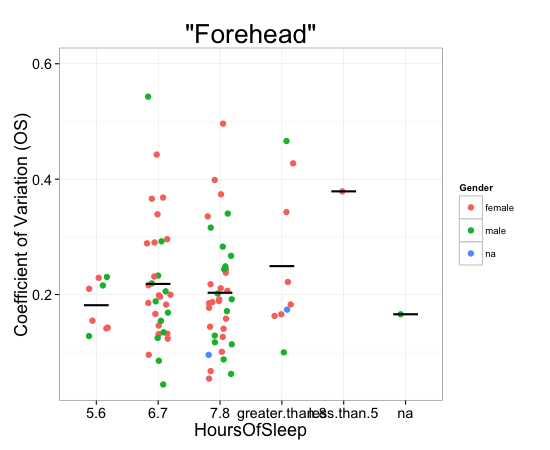 "Forehead"
Coefficient of Variation (OS)
0.6
0.4
0.2
5.6 6.7 7.8 greater.than.8 less.than.5 na
HoursOfSleep
Gender
female
male
na